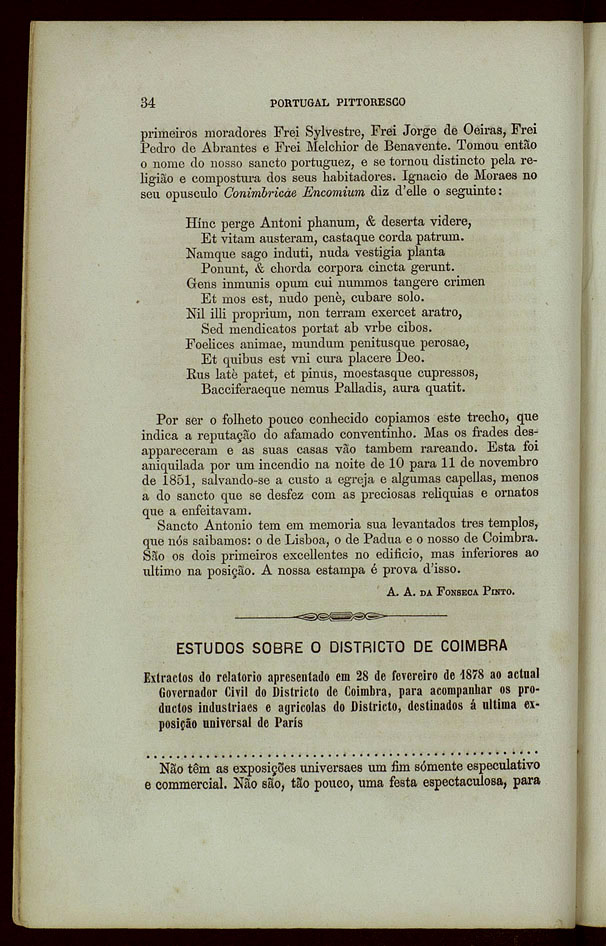 34
PORTUGAL PITTORESCO
primeiros moradores Frei Sylvestre, Frei Jorge de Oeiras, Frei
Pedro de Abrantes e Frei Melchior de Benavente. Tomou então
o nome do nosso sancto portuguez, e se tornou distincto pela re-
ligião e compostura dos seus habitadores. Ignacio de Moraes no
seu opusculo Conimbricae Encomium diz d'elle o seguinte:
Hinc perge Antoni phanum, & deserta videre,
Et vitam austeram, castaque corda patrum.
Namque sago induti, nuda vestigia planta
Ponunt, & chorda corpora cincta gerunt.
Gens inmunis opum cui nummos tangere crimen
Et mos est, nudo penè, cubare solo.
Nil illi proprium, non terram exercet aratro,
Sed mendicatos portat ab vrbe cibos.
Foelices animae, mundum penitusque perosae,
Et quibus est vni cura placere Deo.
Rus latè patet, et pinus, moestasque cupressos,
Bacciferaeque nemus Palladis, aura quatit.
Por ser o folheto pouco conhecido copiamos este trecho, que
indica a reputação do afamado conventinho. Mas os frades des-
appareceram e as suas casas vão tambem rareando. Esta foi
aniquilada por um incendio na noite de 10 para 11 de novembro
de 1851, salvando-se a custo a egreja e algumas capellas, menos
a do sancto que se desfez com as preciosas reliquias e ornatos
que a enfeitavam.
Sancto Antonio tem em memoria sua levantados tres templos,
que nós saibamos: o de Lisboa, o de Padua e o nosso de Coimbra.
São os dois primeiros excellentes no edificio, mas inferiores ao
ultimo na posição. A nossa estampa é prova d'isso.
A. A. DA FONSECA PINTO.
ESTUDOS SOBRE O DISTRICTO DE COIMBRA
Extractos do relatorio apresentado em 28 de fevereiro de 1878 ao actual
Governador Civil do Districto de Coimbra, para acompanhar os pro-
ductos industriaes e agricolas do Districto, destinados á ultima ex-
posição universal de París
Não têm as exposições universaes um fim sómente especulativo
e commercial. Não são, tão pouco, uma festa espectaculosa, para